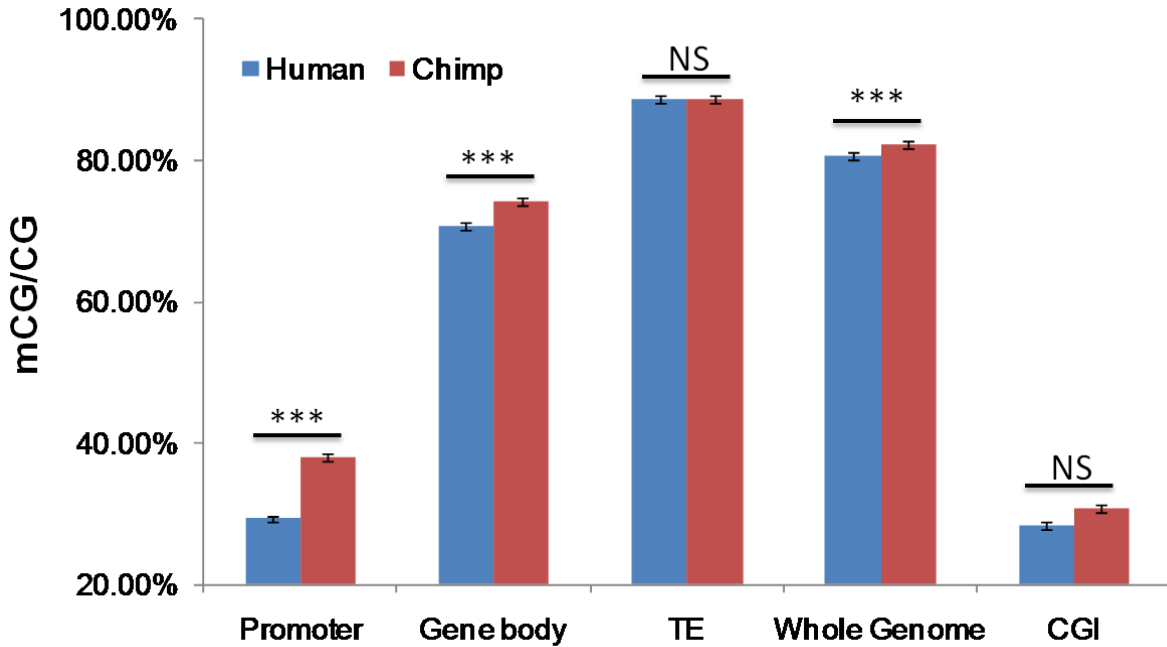 100.00%
Human Chimp
NS
***
***
80.00%
mCG/CG
60.00%
***
40.00%
NS
20.00%
Promoter Gene body TE Whole Genome CGI